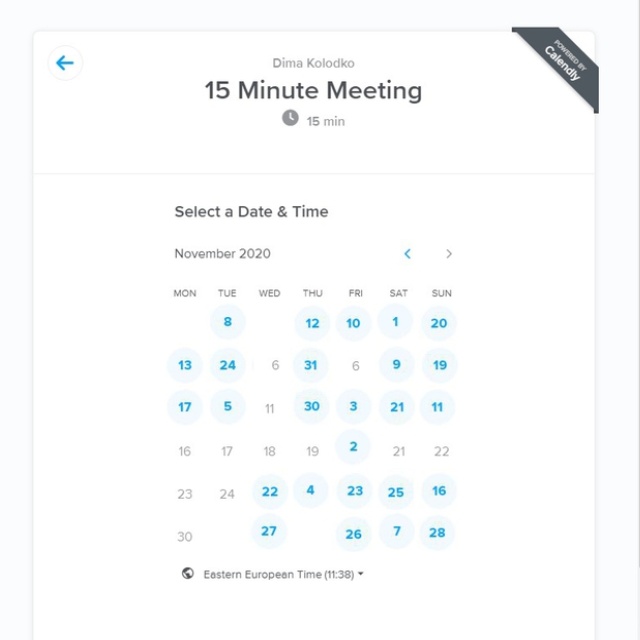 Dima Kolodko
15 Minute Meeting
15 min
POWERED BY
Calendly
Select a Date & Time
November 2020
MON TUE WED THU FRI SAT SUN
8 12 10 1 20
13 24 6 31 6 9 19
17 5 11 30 3 21 11
16 17 18 19 2 21 22
23 24 22 4 23 25 16
30 27 26 7 28
Eastern European Time (11:38)